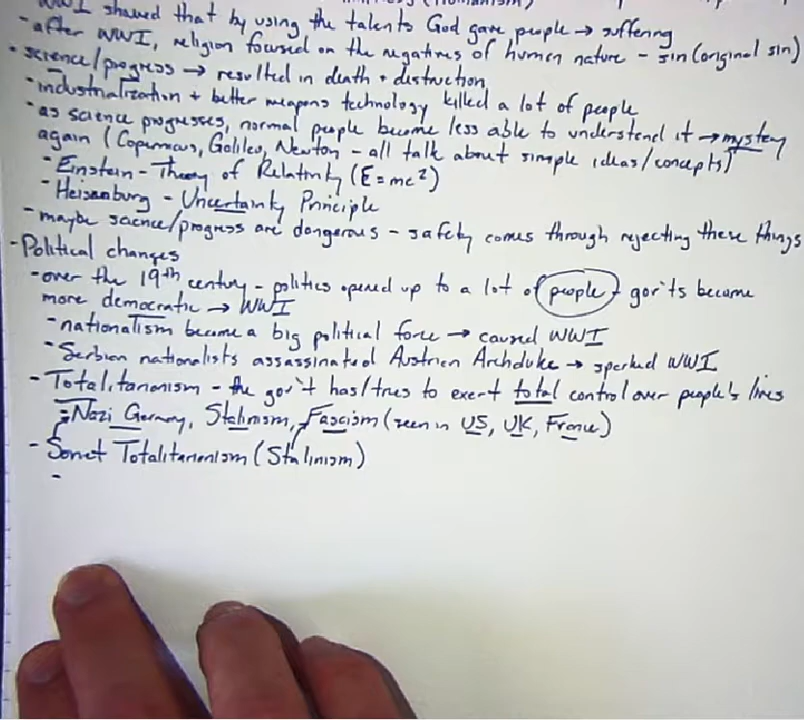 WWI showed that by using the talents God gave people → suffering
- after WWI, religion focused on the negatives of human nature - sin (original sin)
- science/progress → resulted in death + distruction
- industrialization + better weapons technology killed a lot of people
- as science progresses, normal people become less able to understand it → mystery
again (Copernicus, Galileo, Newton - all talk about simple ideas/concepts)
- Einstein - Theory of Relativity (E=mc²)
- Heisenburg - Uncertainty Principle
- maybe science/progress are dangerous - safety comes through rejecting these things
- Political changes
- over the 19th century - politics opened up to a lot of people + gov'ts become
more democratic → WWI
- nationalism became a big political force → caused WWI
- Serbian nationalists assassinated Austrian Archduke → sparked WWI
- Totalitarianism - the gov't has/tries to exert total control over people's lives
- Nazi Germany, Stalinism, Fascism (seen in US, UK, France)
- Soviet Totalitarianism (Stalinism)
-